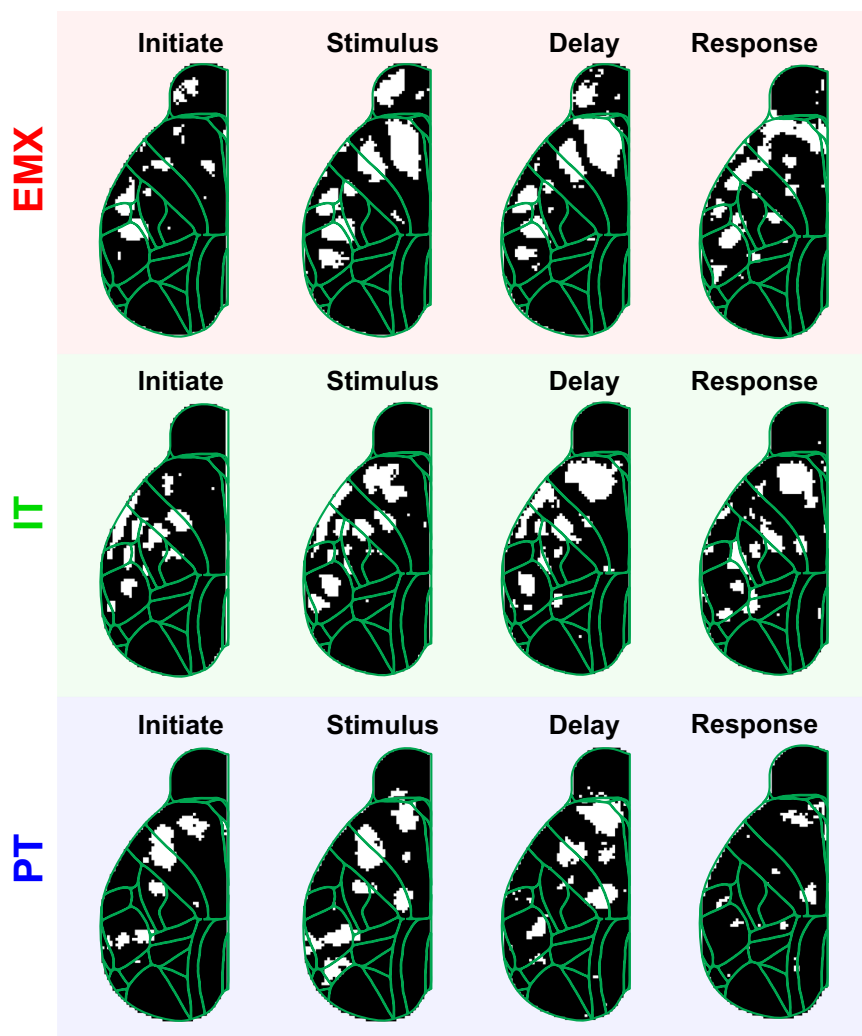 Initiate Stimulus Delay Response
EMX
Initiate Stimulus Delay Response
IT
Initiate Stimulus Delay Response
PT